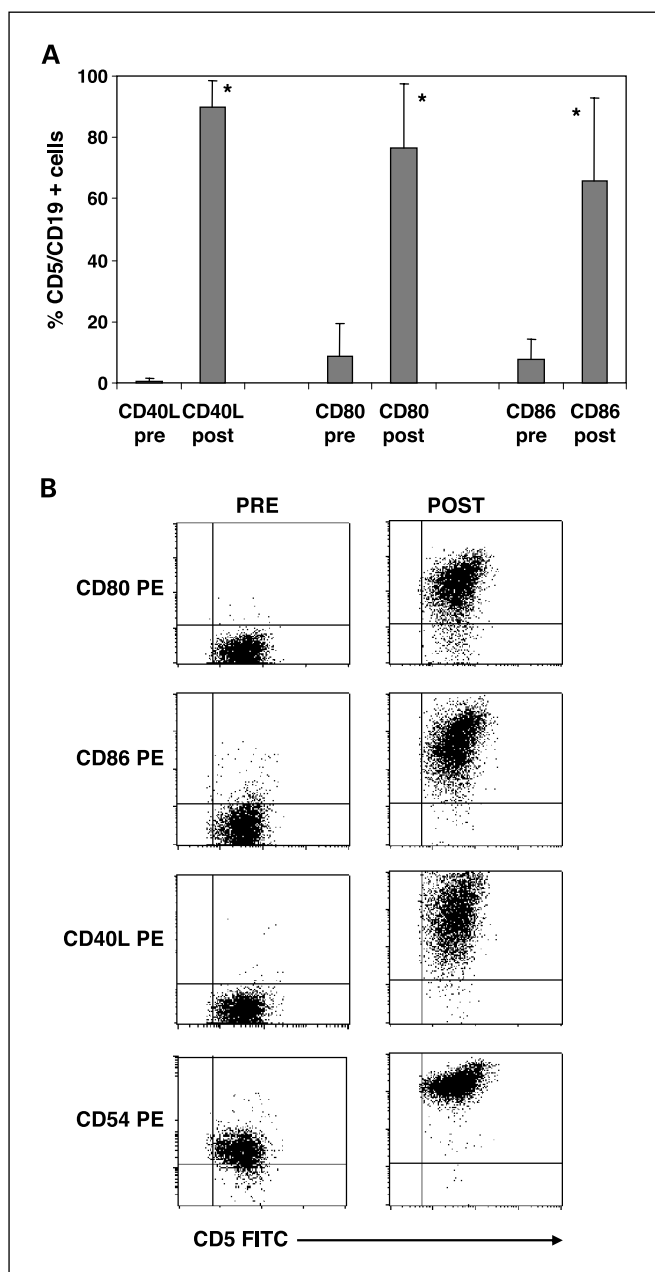 A
100
80
60
40
20
0
% CD5/CD19 + cells
*
*
*
CD40L CD40L CD80 CD80 CD86 CD86
pre post pre post pre post
B
PRE POST
CD80 PE
CD86 PE
CD40L PE
CD54 PE
CD5 FITC